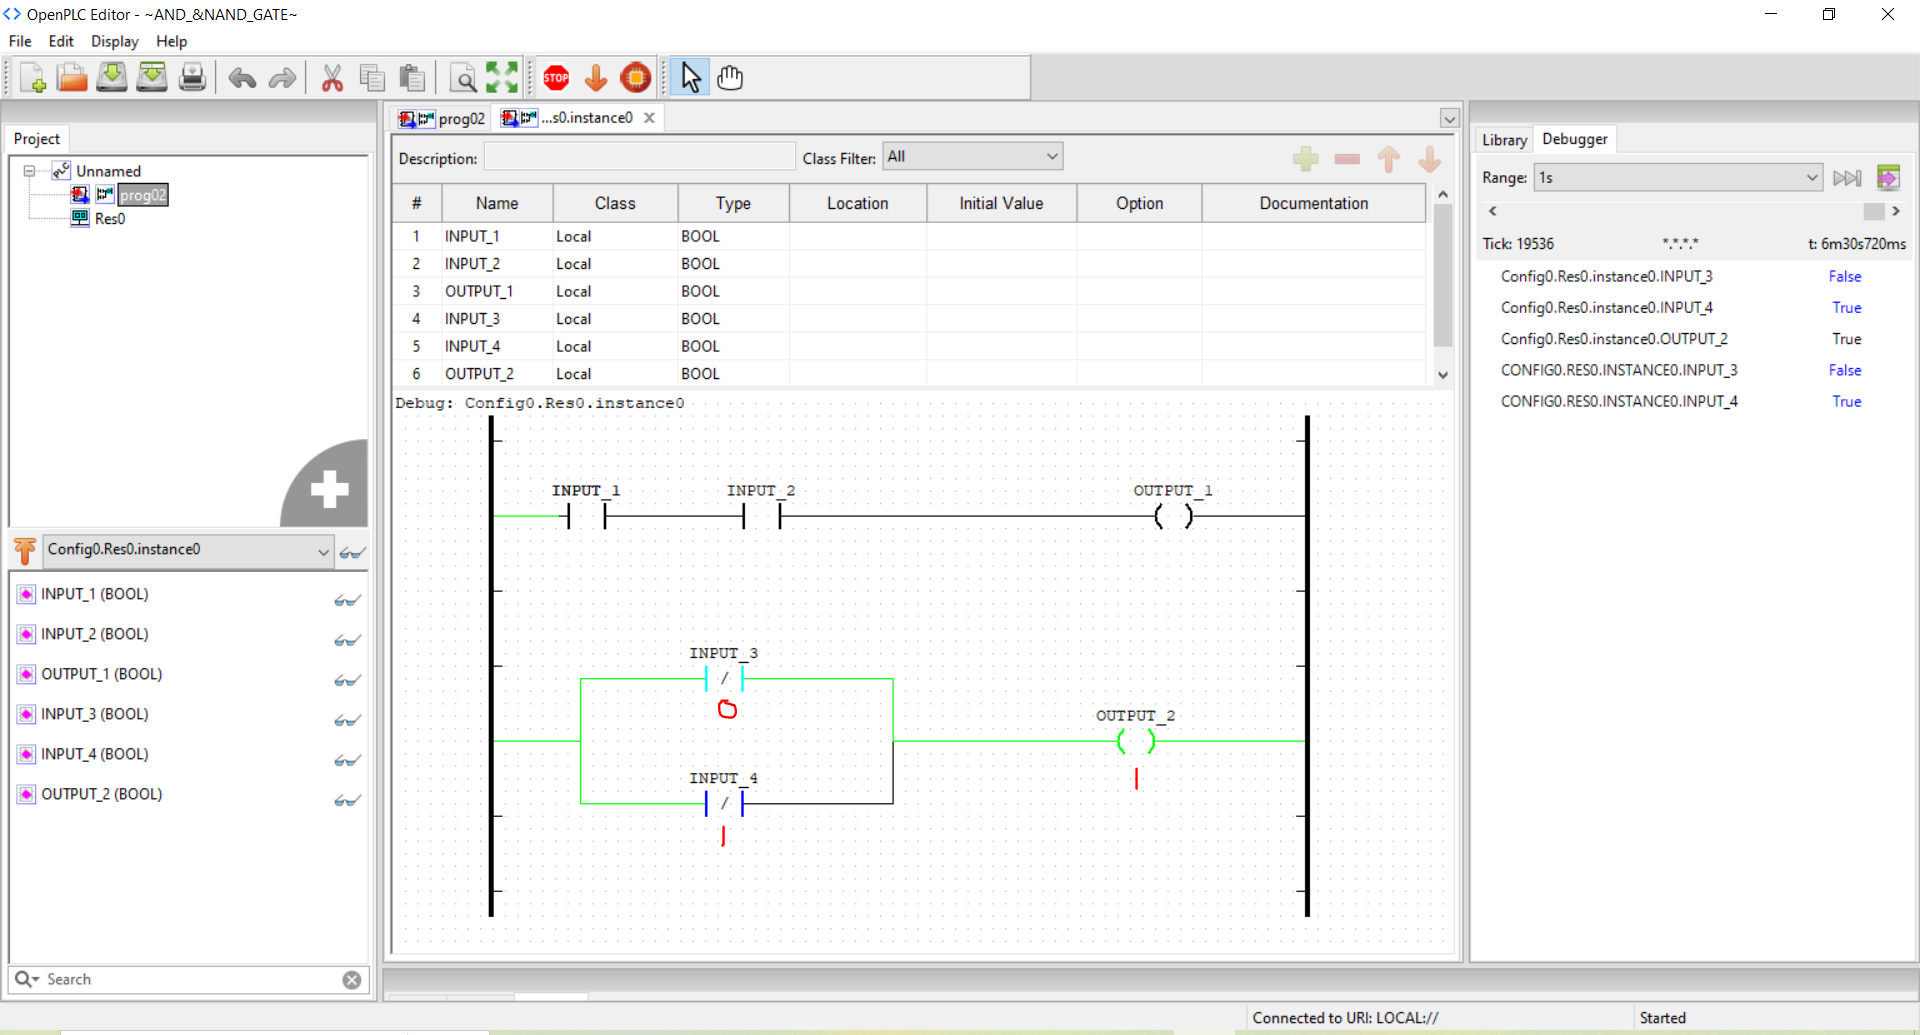 OpenPLC Editor - ~AND_&NAND_GATE~
File Edit Display Help
STOP
Project
Unnamed
prog02
Res0
Config0.Res0.instance0
INPUT_1 (BOOL)
INPUT_2 (BOOL)
OUTPUT_1 (BOOL)
INPUT_3 (BOOL)
INPUT_4 (BOOL)
OUTPUT_2 (BOOL)
Search
prog02 ...s0.instance0
Description: Class Filter: All
# Name Class Type Location Initial Value Option Documentation
1 INPUT_1 Local BOOL
2 INPUT_2 Local BOOL
3 OUTPUT_1 Local BOOL
4 INPUT_3 Local BOOL
5 INPUT_4 Local BOOL
6 OUTPUT_2 Local BOOL
Debug: Config0.Res0.instance0
INPUT_1 INPUT_2 OUTPUT_1
INPUT_3
/
0
OUTPUT_2
1
INPUT_4
/
1
Library Debugger
Range: 1s
Tick: 19536 *.*.*.* t: 6m30s720ms
Config0.Res0.instance0.INPUT_3 False
Config0.Res0.instance0.INPUT_4 True
Config0.Res0.instance0.OUTPUT_2 True
CONFIG0.RES0.INSTANCE0.INPUT_3 False
CONFIG0.RES0.INSTANCE0.INPUT_4 True
Connected to URI: LOCAL:// Started